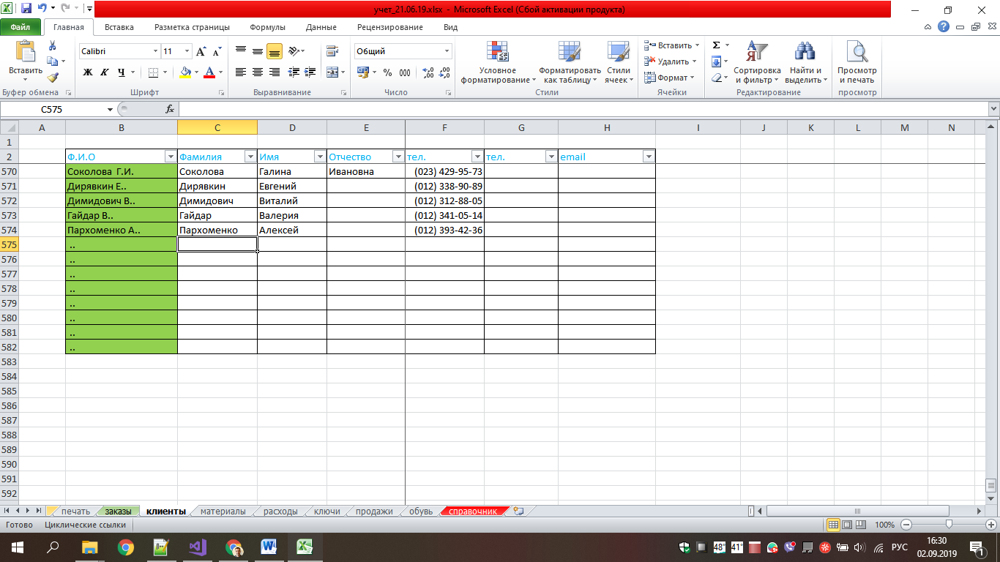 учет_21.06.19.xlsx - Microsoft Excel (Сбой активации продукта)
Файл Главная Вставка Разметка страницы Формулы Данные Рецензирование Вид
Вставить
Буфер обмена
Calibri 11
Ж К Ч
Шрифт
Выравнивание
Общий
% 000
Число
Условное форматирование
Форматировать как таблицу
Стили ячеек
Стили
Вставить
Удалить
Формат
Ячейки
Сортировка и фильтр
Найти и выделить
Редактирование
Просмотр и печать
просмотр
C575 fx
A B C D E F G H I J K L M N
1
2 Ф.И.О Фамилия Имя Отчество тел. тел. email
570 Соколова Г.И. Соколова Галина Ивановна (023) 429-95-73
571 Дирявкин Е.. Дирявкин Евгений (012) 338-90-89
572 Димидович В.. Димидович Виталий (012) 312-88-05
573 Гайдар В.. Гайдар Валерия (012) 341-05-14
574 Пархоменко А.. Пархоменко Алексей (012) 393-42-36
575 ..
576 ..
577 ..
578 ..
579 ..
580 ..
581 ..
582 ..
583
584
585
586
587
588
589
590
591
592
печать заказы клиенты материалы расходы ключи продажи обувь справочник
Готово Циклические ссылки 100%
48° 41° РУС 16:30
02.09.2019 1